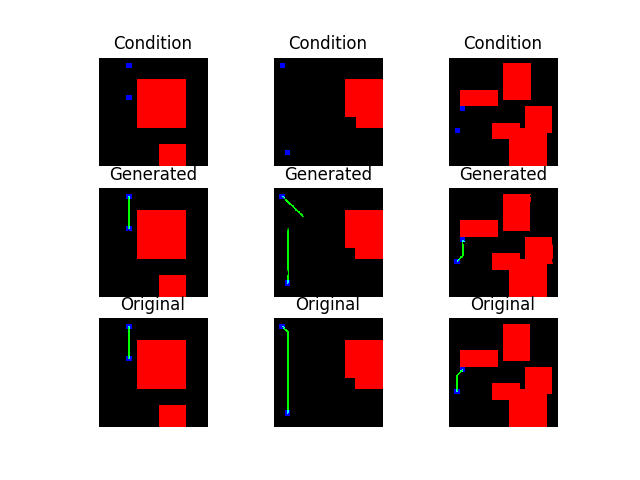 Condition Condition Condition
Generated Generated Generated
Original Original Original